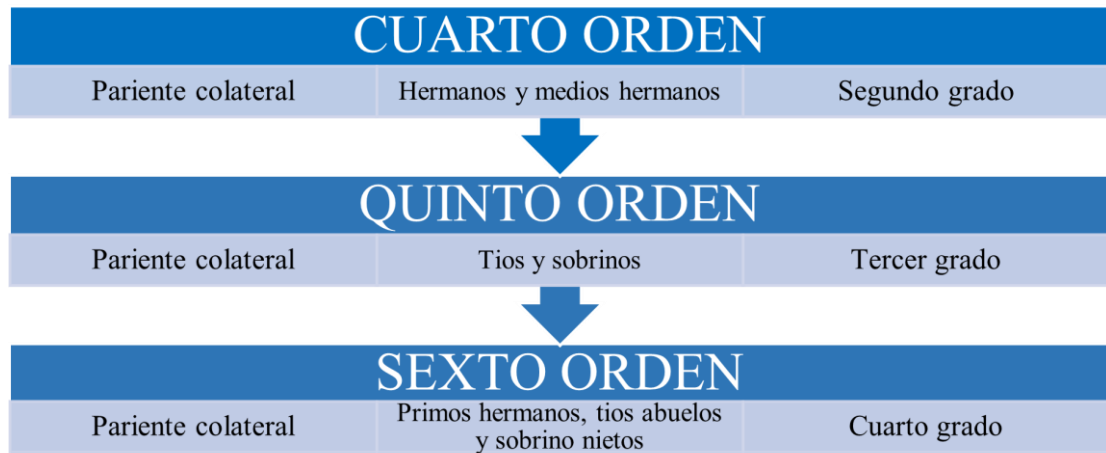 CUARTO ORDEN
Pariente colateral
Hermanos y medios hermanos
Segundo grado
QUINTO ORDEN
Pariente colateral
Tios y sobrinos
Tercer grado
SEXTO ORDEN
Pariente colateral
Primos hermanos, tios abuelos
y sobrino nietos
Cuarto grado